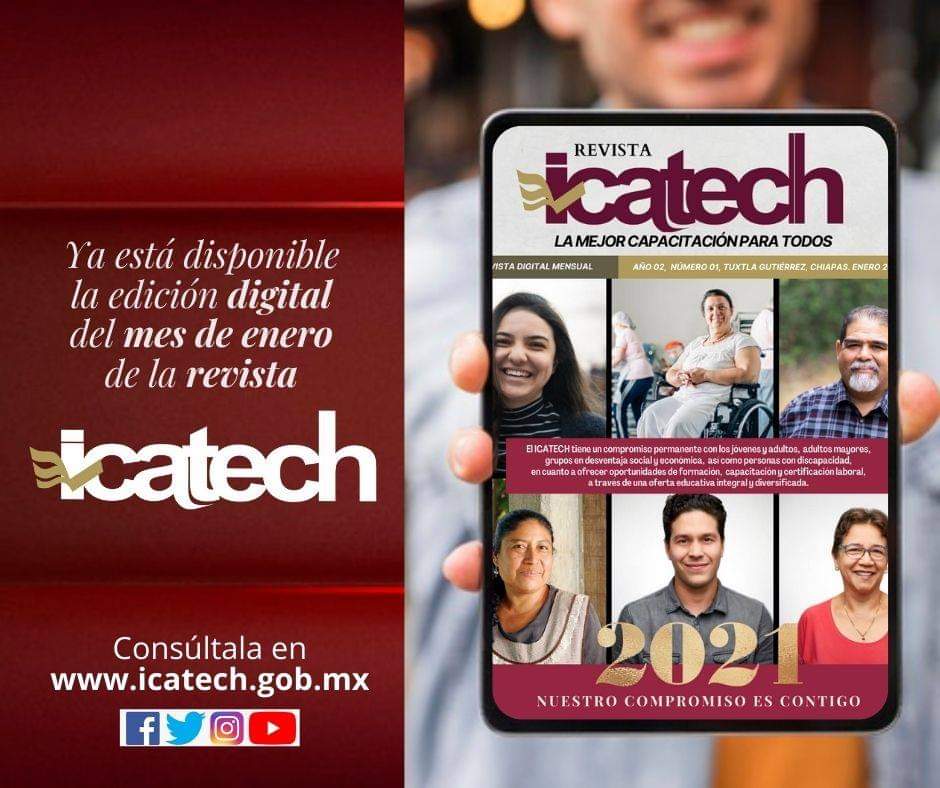 Ya está disponible
la edición digital
del mes de enero
de la revista
icatech
Consúltala en
www.icatech.gob.mx
REVISTA
icatech
LA MEJOR CAPACITACIÓN PARA TODOS
VISTA DIGITAL MENSUAL
AÑO 02, NÚMERO 01, TUXTLA GUTIÉRREZ, CHIAPAS. ENERO 2
El ICATECH tiene un compromiso permanente con los jóvenes y adultos, adultos mayores,
grupos en desventaja social y económica, así como personas con discapacidad,
en cuanto a ofrecer oportunidades de formación, capacitación y certificación laboral,
a través de una oferta educativa integral y diversificada.
2021
NUESTRO COMPROMISO ES CONTIGO